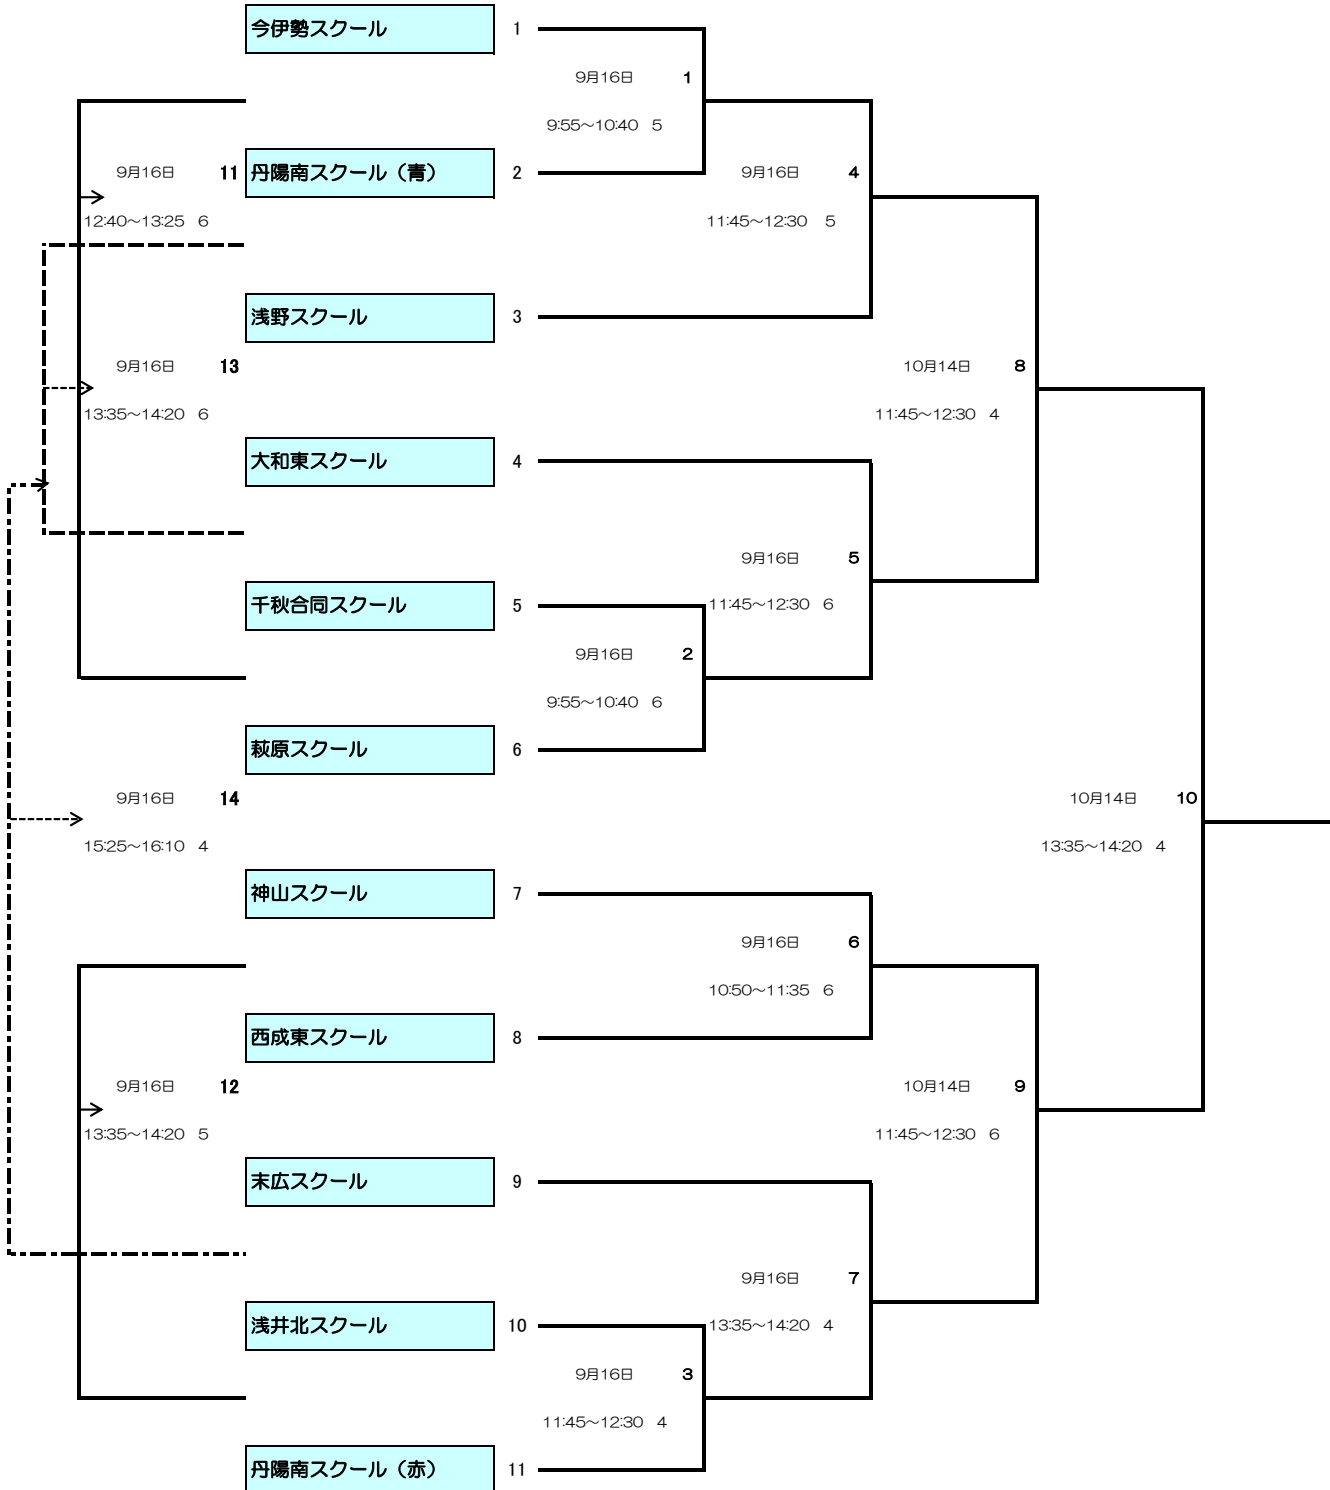 今伊勢スクール 1
9月16日 1
9:55～10:40 5
9月16日 11 丹陽南スクール（青） 2 9月16日 4
12:40～13:25 6 11:45～12:30 5
浅野スクール 3
9月16日 13 10月14日 8
13:35～14:20 6 11:45～12:30 4
大和東スクール 4
9月16日 5
千秋合同スクール 5 11:45～12:30 6
9月16日 2
9:55～10:40 6
萩原スクール 6
9月16日 14 10月14日 10
15:25～16:10 4 13:35～14:20 4
神山スクール 7
9月16日 6
10:50～11:35 6
西成東スクール 8
9月16日 12 10月14日 9
13:35～14:20 5 11:45～12:30 6
末広スクール 9
9月16日 7
浅井北スクール 10 13:35～14:20 4
9月16日 3
11:45～12:30 4
丹陽南スクール（赤） 11